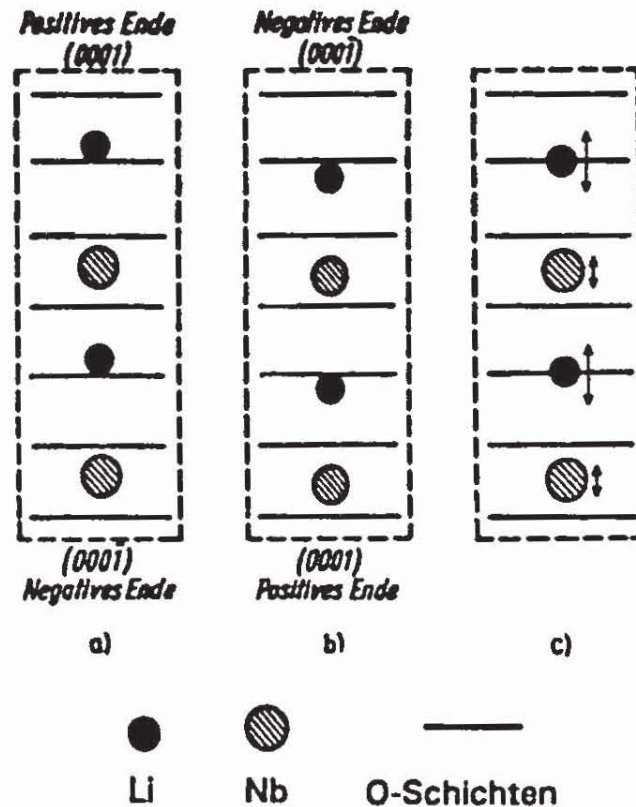 Positives Ende
(0001)
Negatives Ende
(0001̄)
(0001̄)
Negatives Ende
(0001)
Positives Ende
a)
b)
c)
Li
Nb
O-Schichten